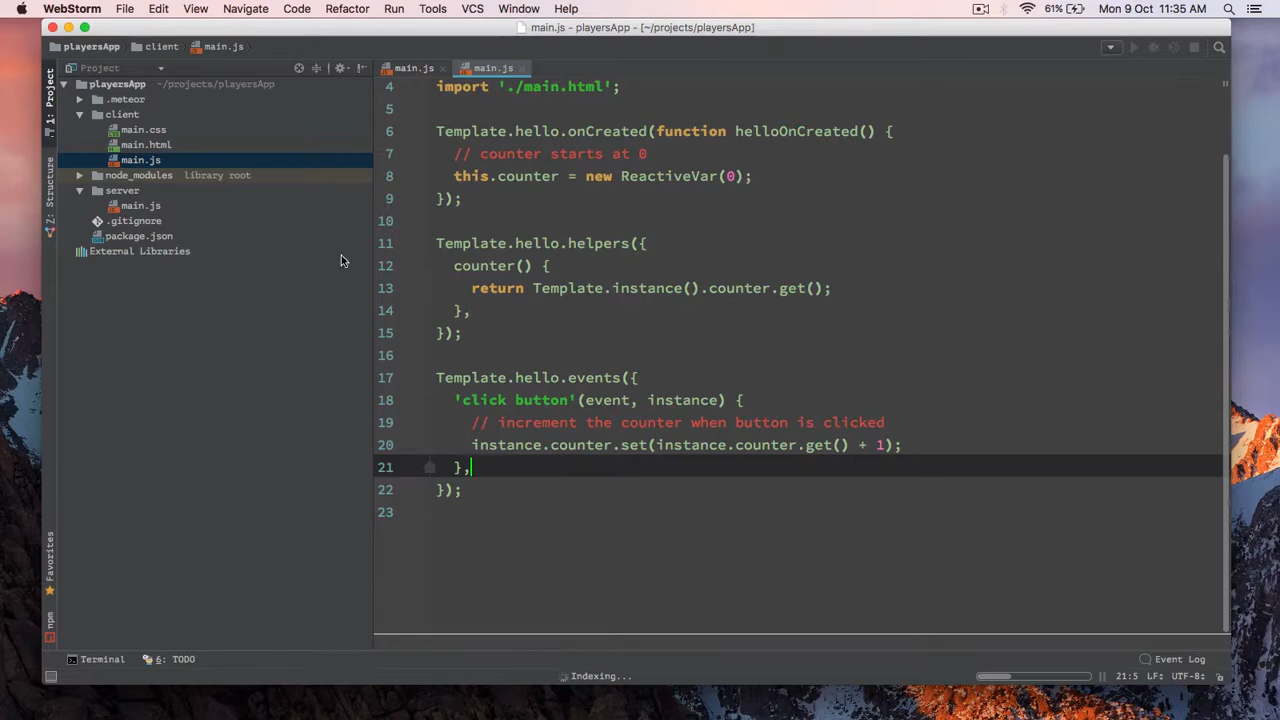 WebStorm File Edit View Navigate Code Refactor Run Tools VCS Window Help 61% Mon 9 Oct 11:35 AM
main.js - playersApp - [~/projects/playersApp]
playersApp client main.js
Project main.js main.js
1: Project
Z: Structure
Favorites
npm
playersApp ~/projects/playersApp
.meteor
client
main.css
main.html
main.js
node_modules library root
server
main.js
.gitignore
package.json
External Libraries
4 import './main.html';
5
6 Template.hello.onCreated(function helloOnCreated() {
7 // counter starts at 0
8 this.counter = new ReactiveVar(0);
9 });
10
11 Template.hello.helpers({
12 counter() {
13 return Template.instance().counter.get();
14 },
15 });
16
17 Template.hello.events({
18 'click button'(event, instance) {
19 // increment the counter when button is clicked
20 instance.counter.set(instance.counter.get() + 1);
21 },
22 });
23
Terminal 6: TODO Event Log
Indexing... 21:5 LF÷ UTF-8÷